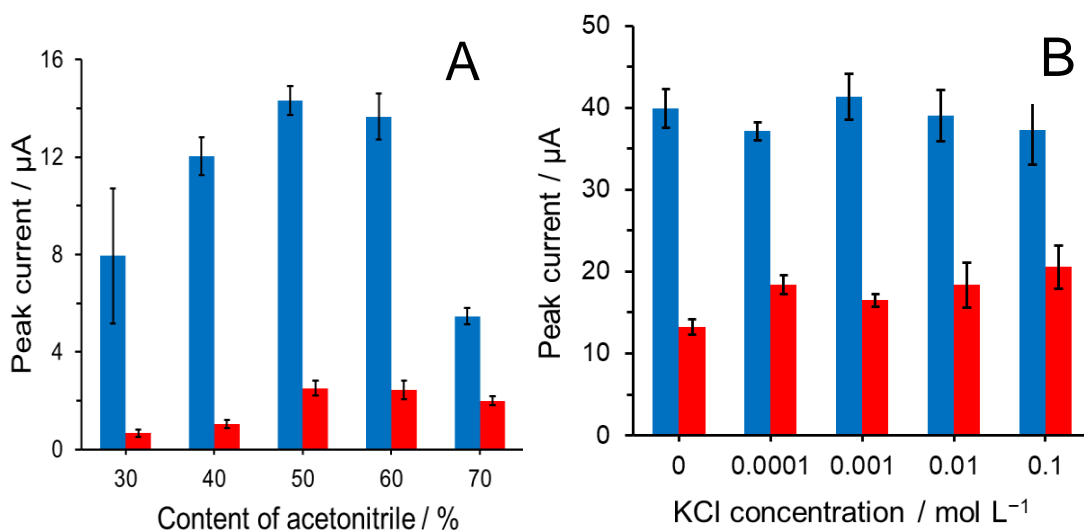 A
Peak current / µA
16
12
8
4
0
30 40 50 60 70
Content of acetonitrile / %
B
Peak current / µA
50
40
30
20
10
0
0 0.0001 0.001 0.01 0.1
KCl concentration / mol L⁻¹